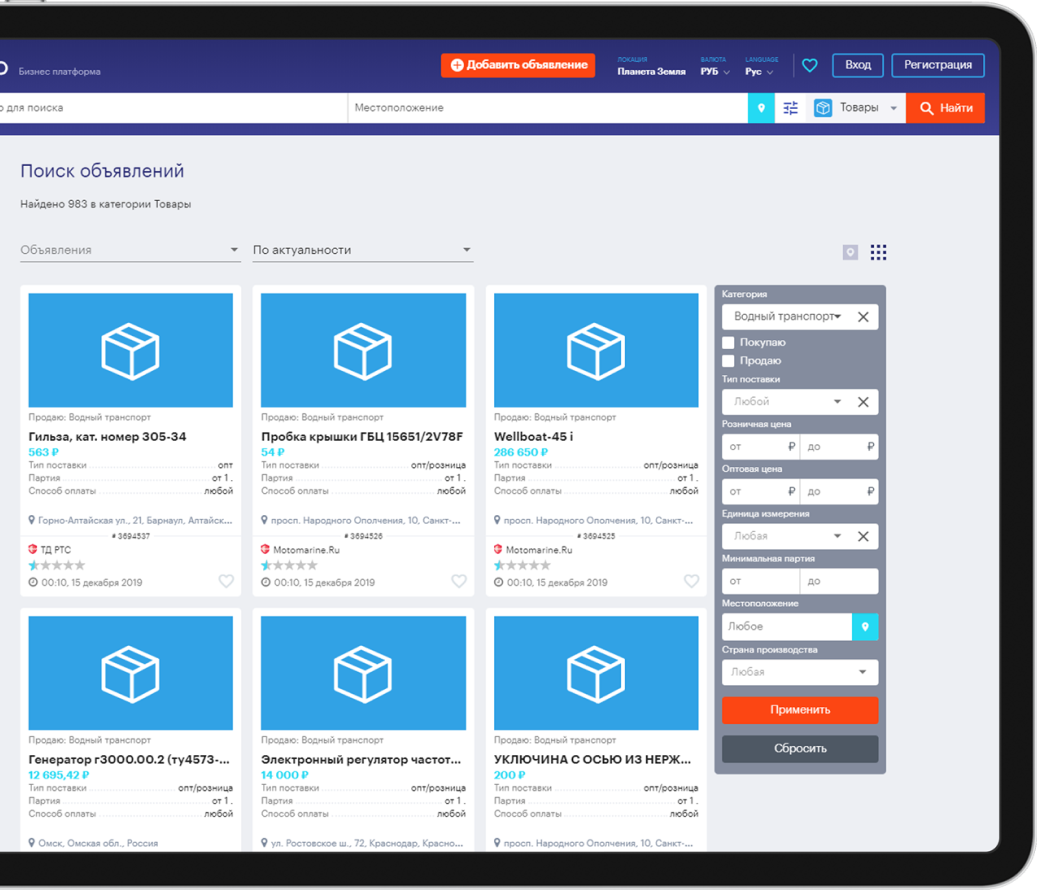 Бизнес платформа
Добавить объявление
ЛОКАЦИЯ
Планета Земля
ВАЛЮТА
РУБ
LANGUAGE
Рус
Вход
Регистрация
для поиска
Местоположение
Товары
Найти
Поиск объявлений
Найдено 983 в категории Товары
Объявления
По актуальности
Продаю: Водный транспорт
Гильза, кат. номер 305-34
563 ₽
Тип поставки опт
Партия от 1 .
Способ оплаты любой
Горно-Алтайская ул., 21, Барнаул, Алтайск...
# 3694537
ТД РТС
00:10, 15 декабря 2019
Продаю: Водный транспорт
Пробка крышки ГБЦ 15651/2V78F
54 ₽
Тип поставки опт/розница
Партия от 1 .
Способ оплаты любой
просп. Народного Ополчения, 10, Санкт-...
# 3694526
Motomarine.Ru
00:10, 15 декабря 2019
Продаю: Водный транспорт
Wellboat-45 i
286 650 ₽
Тип поставки опт/розница
Партия от 1 .
Способ оплаты любой
просп. Народного Ополчения, 10, Санкт-...
# 3694525
Motomarine.Ru
00:10, 15 декабря 2019
Продаю: Водный транспорт
Генератор г3000.00.2 (ту4573-...
12 695,42 ₽
Тип поставки опт/розница
Партия от 1 .
Способ оплаты любой
Омск, Омская обл., Россия
Продаю: Водный транспорт
Электронный регулятор частот...
14 000 ₽
Тип поставки опт/розница
Партия от 1 .
Способ оплаты любой
ул. Ростовское ш., 72, Краснодар, Красно...
Продаю: Водный транспорт
УКЛЮЧИНА С ОСЬЮ ИЗ НЕРЖ...
200 ₽
Тип поставки опт/розница
Партия от 1 .
Способ оплаты любой
просп. Народного Ополчения, 10, Санкт-...
Категория
Водный транспорт
Покупаю
Продаю
Тип поставки
Любой
Розничная цена
от ₽ до ₽
Оптовая цена
от ₽ до ₽
Единица измерения
Любая
Минимальная партия
от до
Местоположение
Любое
Страна производства
Любая
Применить
Сбросить